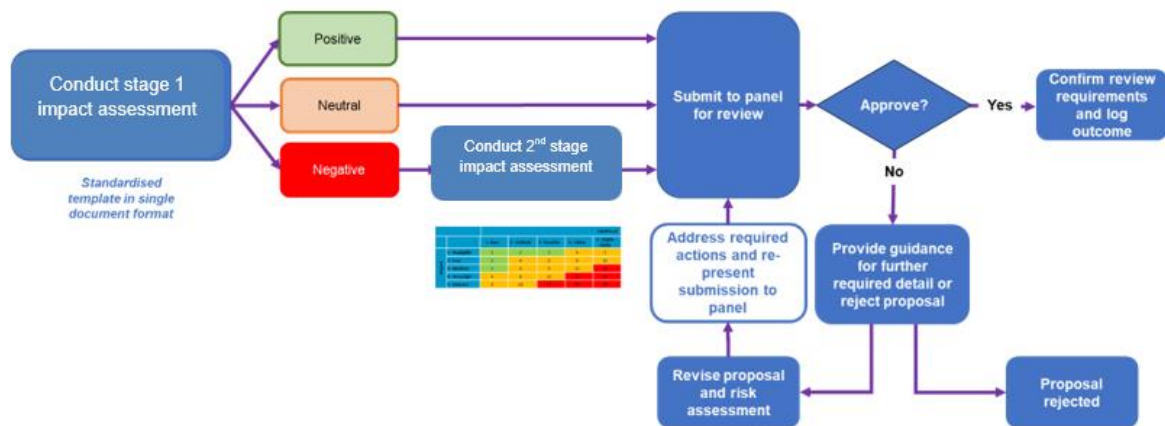 Conduct stage 1
impact assessment
Standardised
template in single
document format
Positive
Neutral
Negative
Conduct 2nd stage
impact assessment
Submit to panel
for review
Approve?
Yes
Confirm review
requirements
and log
outcome
No
Provide guidance
for further
required detail or
reject proposal
Address required
actions and re-
present
submission to
panel
Revise proposal
and risk
assessment
Proposal
rejected